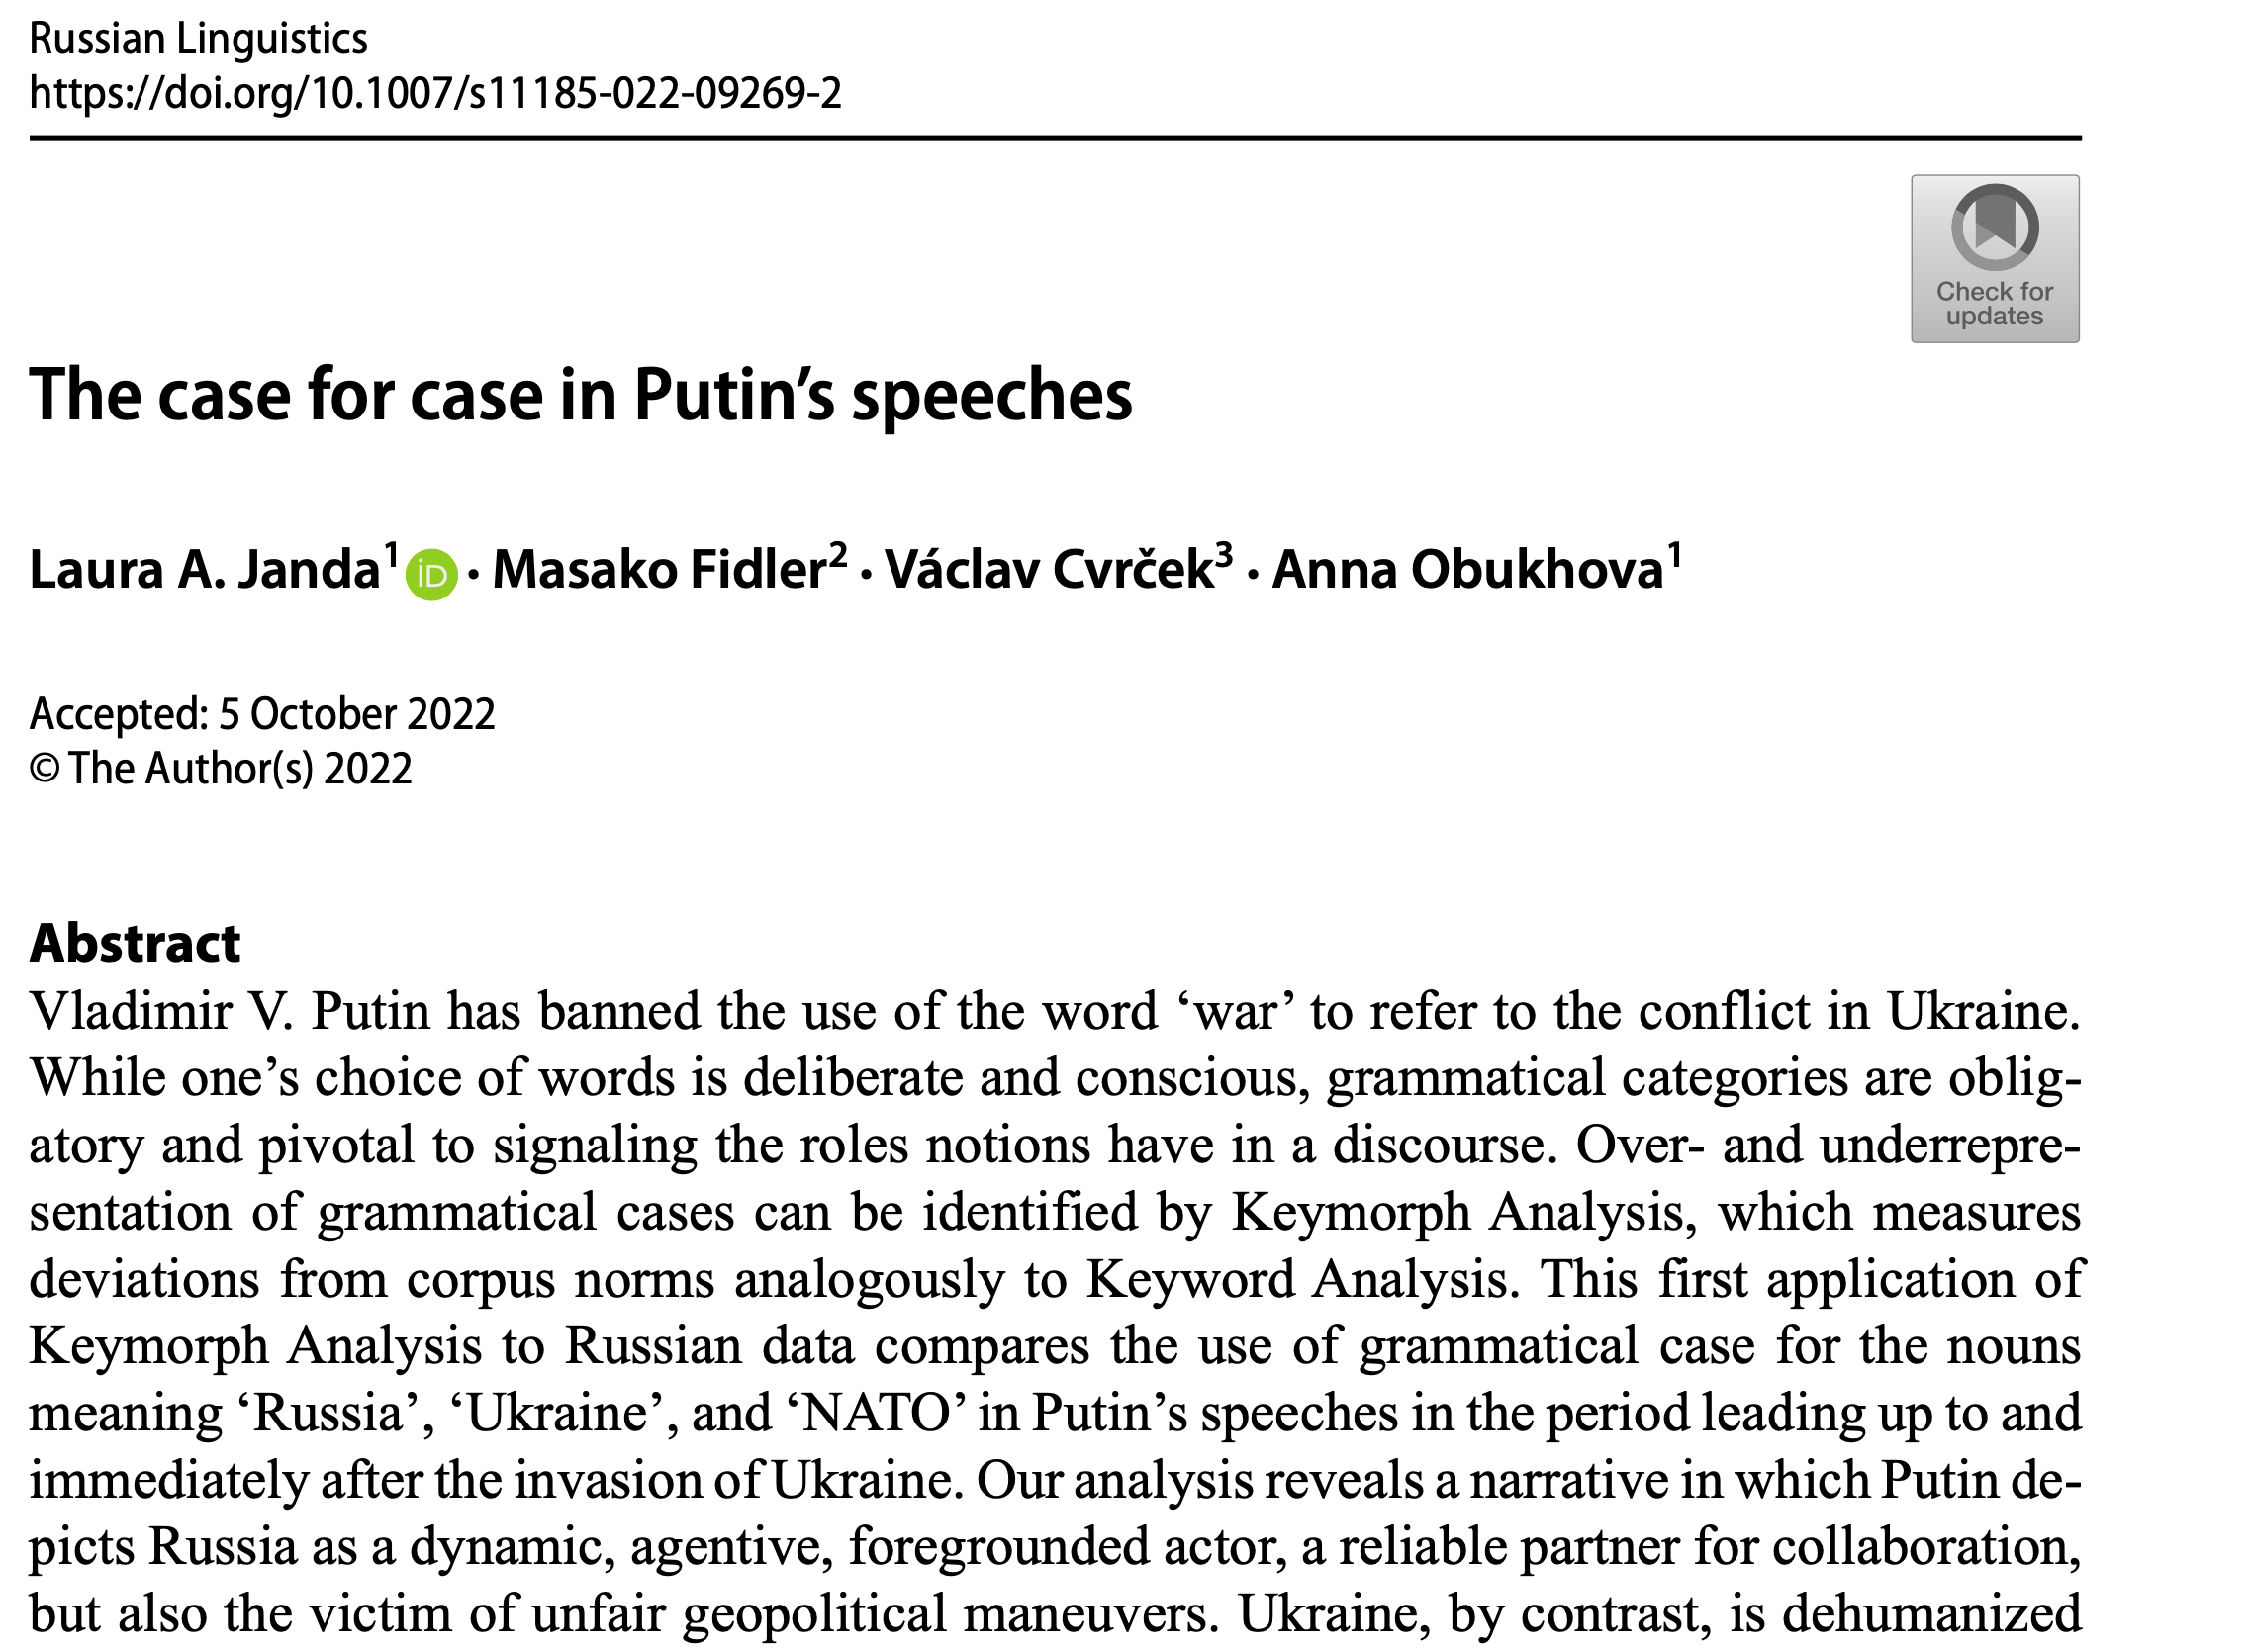 Russian Linguistics
https://doi.org/10.1007/s11185-022-09269-2
Check for
updates
The case for case in Putin’s speeches
Laura A. Janda1 iD · Masako Fidler2 · Václav Cvrček3 · Anna Obukhova1
Accepted: 5 October 2022
© The Author(s) 2022
Abstract
Vladimir V. Putin has banned the use of the word ‘war’ to refer to the conflict in Ukraine.
While one’s choice of words is deliberate and conscious, grammatical categories are oblig-
atory and pivotal to signaling the roles notions have in a discourse. Over- and underrepre-
sentation of grammatical cases can be identified by Keymorph Analysis, which measures
deviations from corpus norms analogously to Keyword Analysis. This first application of
Keymorph Analysis to Russian data compares the use of grammatical case for the nouns
meaning ‘Russia’, ‘Ukraine’, and ‘NATO’ in Putin’s speeches in the period leading up to and
immediately after the invasion of Ukraine. Our analysis reveals a narrative in which Putin de-
picts Russia as a dynamic, agentive, foregrounded actor, a reliable partner for collaboration,
but also the victim of unfair geopolitical maneuvers. Ukraine, by contrast, is dehumanized